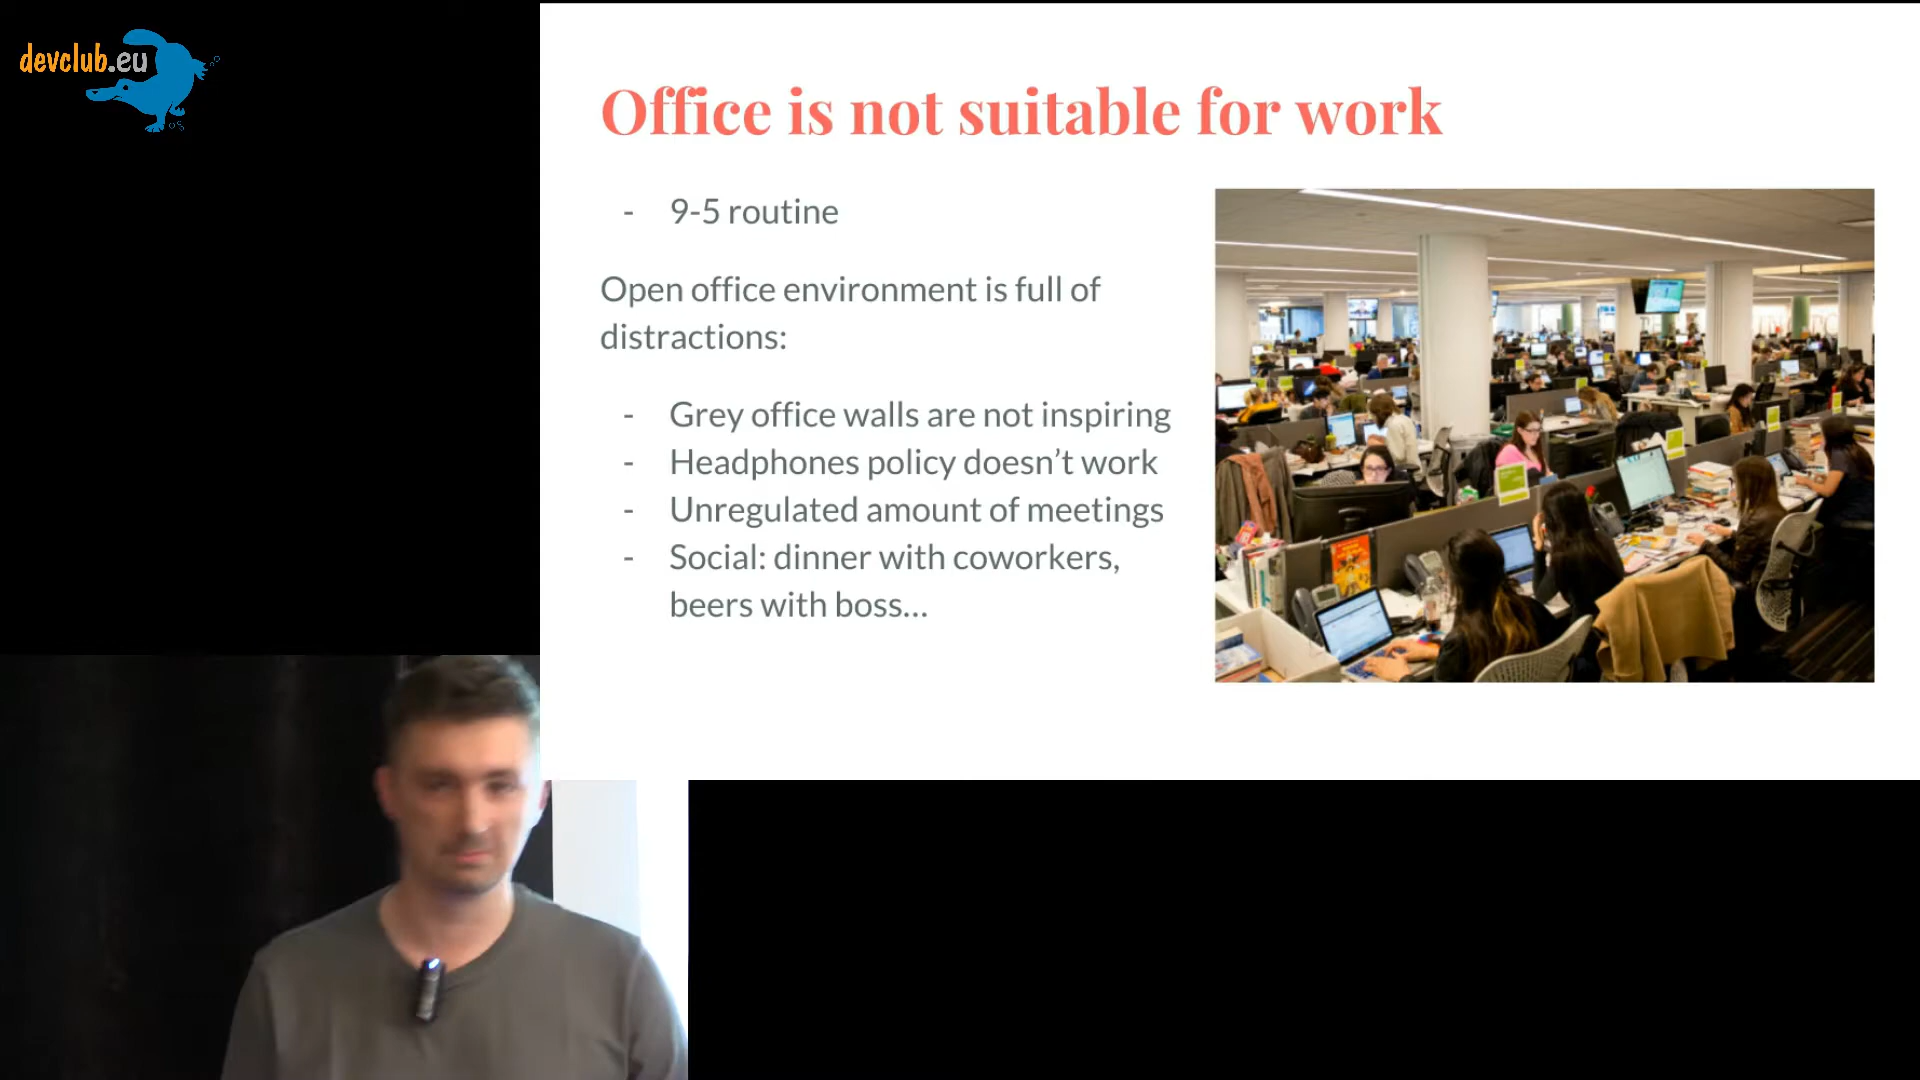 devclub.eu
Office is not suitable for work
- 9-5 routine
Open office environment is full of
distractions:
- Grey office walls are not inspiring
- Headphones policy doesn’t work
- Unregulated amount of meetings
- Social: dinner with coworkers,
beers with boss…